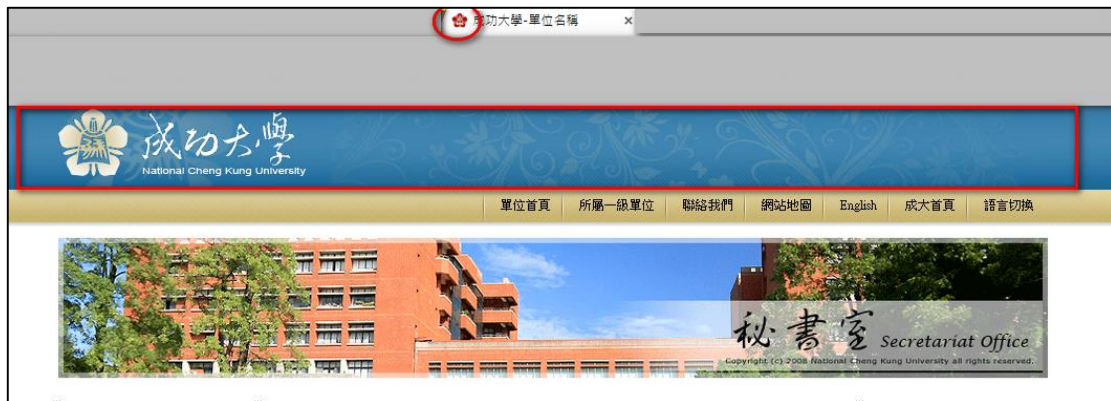 成功大學-單位名稱 ×
成功大學
National Cheng Kung University
單位首頁 所屬一級單位 聯絡我們 網站地圖 English 成大首頁 語言切換
秘書室 Secretariat Office
Copyright (c) 2008 National Cheng Kung University all rights reserved.